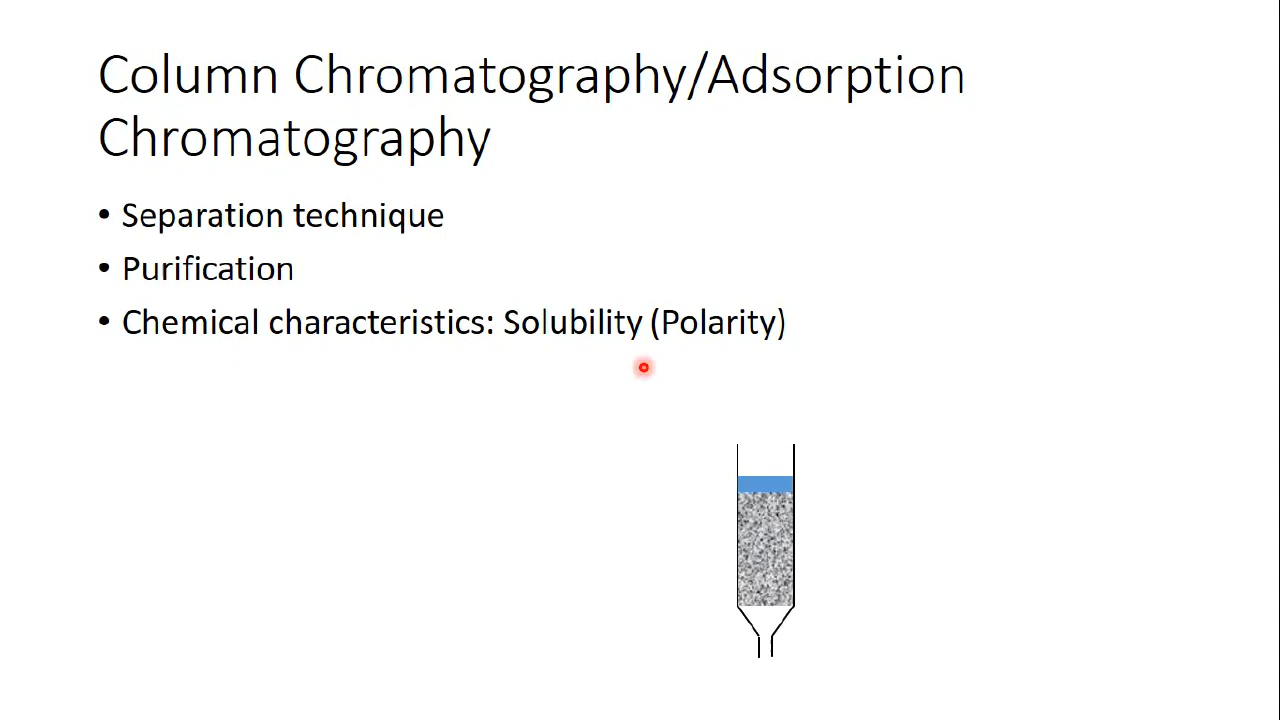 Column Chromatography/Adsorption
Chromatography
• Separation technique
• Purification
• Chemical characteristics: Solubility (Polarity)